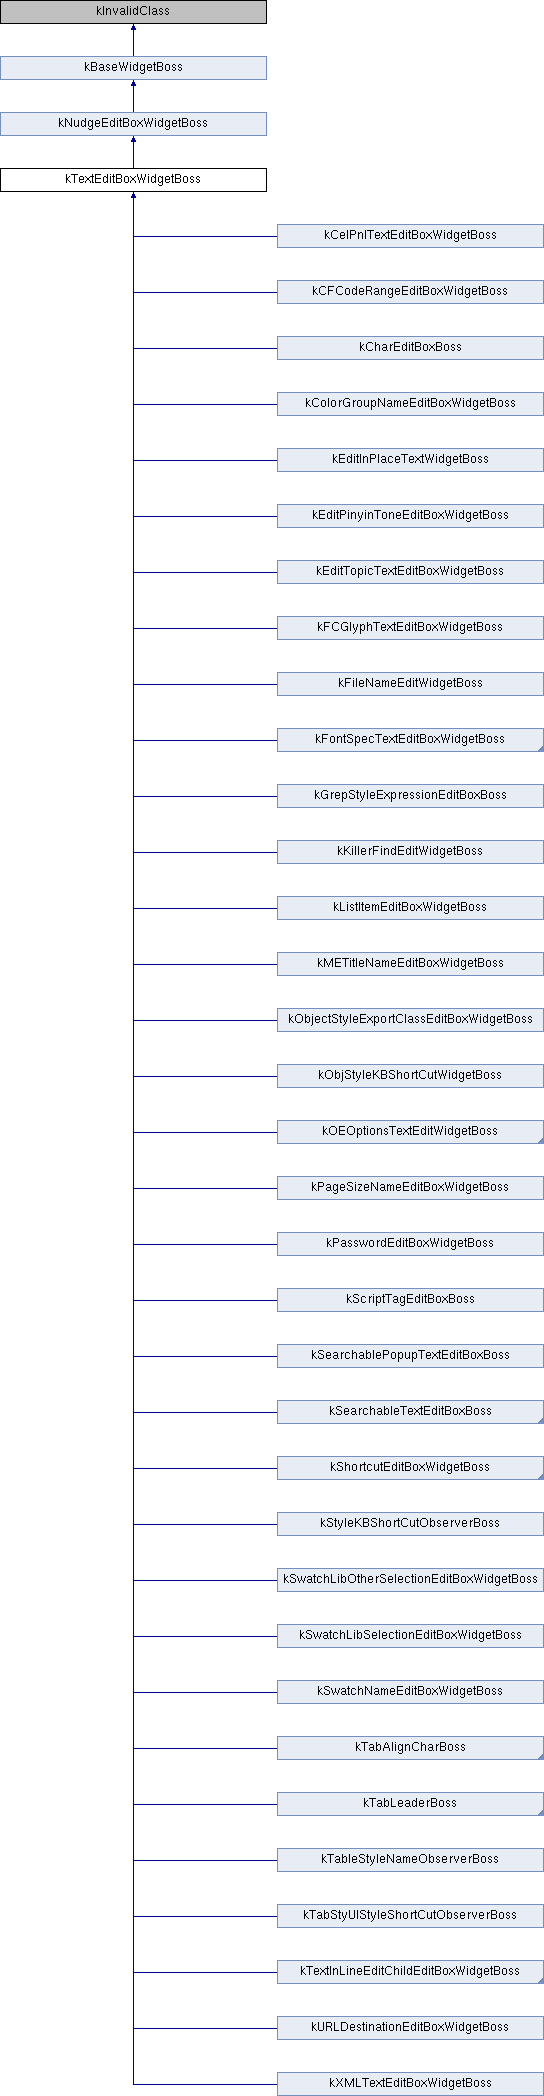 kInvalidClass
kBaseWidgetBoss
kNudgeEditBoxWidgetBoss
kTextEditBoxWidgetBoss
kCelPnlTextEditBoxWidgetBoss
kCFCodeRangeEditBoxWidgetBoss
kCharEditBoxBoss
kColorGroupNameEditBoxWidgetBoss
kEditInPlaceTextWidgetBoss
kEditPinyinToneEditBoxWidgetBoss
kEditTopicTextEditBoxWidgetBoss
kFCGlyphTextEditBoxWidgetBoss
kFileNameEditWidgetBoss
kFontSpecTextEditBoxWidgetBoss
kGrepStyleExpressionEditBoxBoss
kKillerFindEditWidgetBoss
kListItemEditBoxWidgetBoss
kMETitleNameEditBoxWidgetBoss
kObjectStyleExportClassEditBoxWidgetBoss
kObjStyleKBShortCutWidgetBoss
kOEOptionsTextEditWidgetBoss
kPageSizeNameEditBoxWidgetBoss
kPasswordEditBoxWidgetBoss
kScriptTagEditBoxBoss
kSearchablePopupTextEditBoxBoss
kSearchableTextEditBoxBoss
kShortcutEditBoxWidgetBoss
kStyleKBShortCutObserverBoss
kSwatchLibOtherSelectionEditBoxWidgetBoss
kSwatchLibSelectionEditBoxWidgetBoss
kSwatchNameEditBoxWidgetBoss
kTabAlignCharBoss
kTabLeaderBoss
kTableStyleNameObserverBoss
kTabStyUIStyleShortCutObserverBoss
kTextInLineEditChildEditBoxWidgetBoss
kURLDestinationEditBoxWidgetBoss
kXMLTextEditBoxWidgetBoss